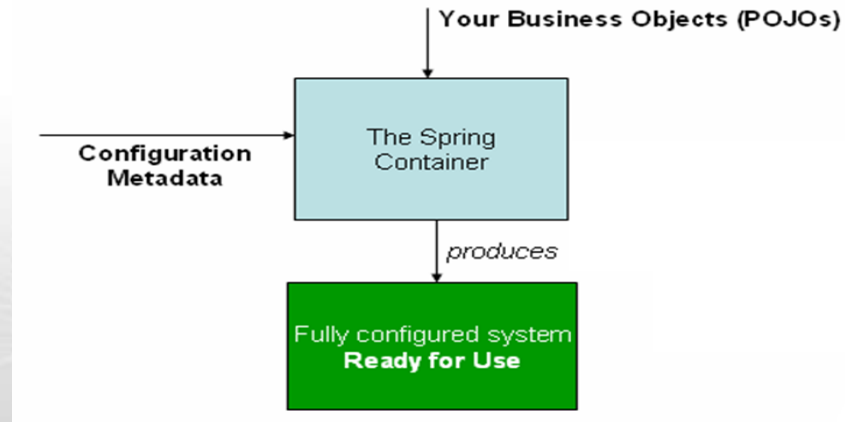 Your Business Objects (POJOs)
The Spring
Container
Configuration
Metadata
produces
Fully configured system
Ready for Use